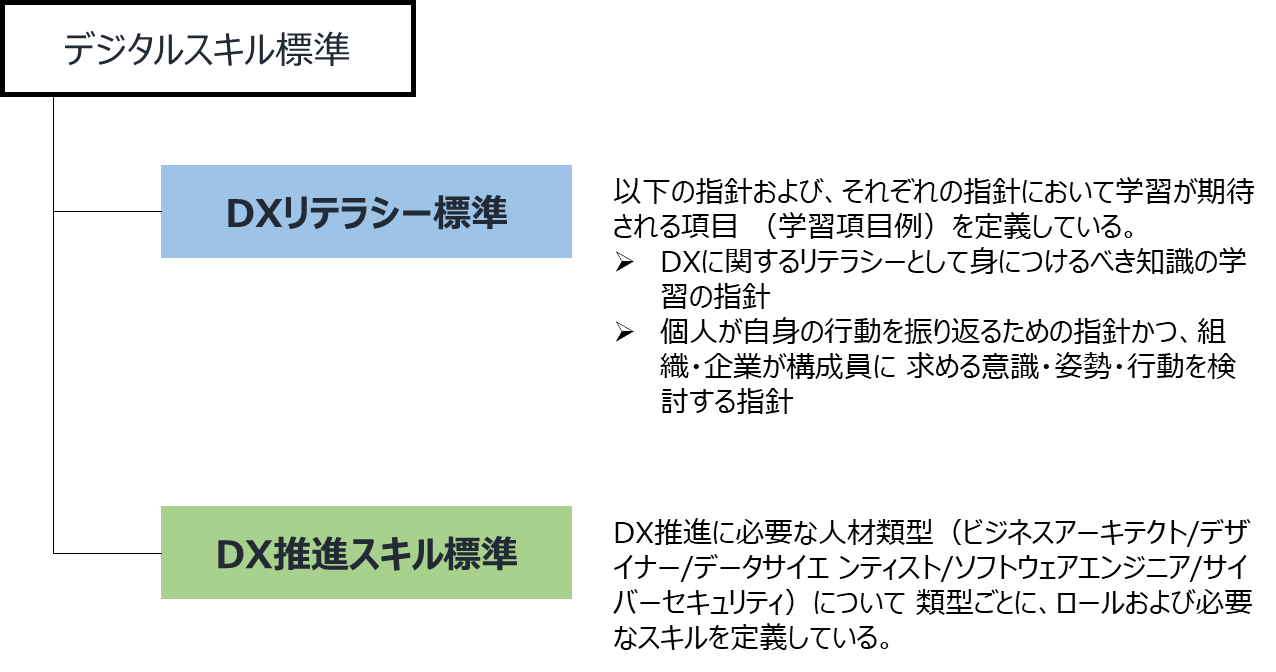 デジタルスキル標準
DXリテラシー標準
以下の指針および、それぞれの指針において学習が期待
される項目 （学習項目例）を定義している。
➢ DXに関するリテラシーとして身につけるべき知識の学
習の指針
➢ 個人が自身の行動を振り返るための指針かつ、組
織・企業が構成員に 求める意識・姿勢・行動を検
討する指針
DX推進スキル標準
DX推進に必要な人材類型（ビジネスアーキテクト/デザ
イナー/データサイエ ンティスト/ソフトウェアエンジニア/サイ
バーセキュリティ）について 類型ごとに、ロールおよび必要
なスキルを定義している。